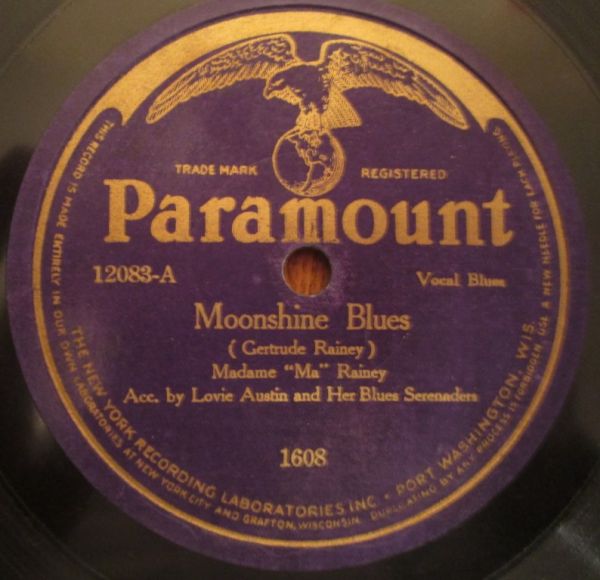 TRADE MARK REGISTERED
Paramount
12083-A Vocal Blues
Moonshine Blues
( Gertrude Rainey )
Madame "Ma" Rainey
Acc. by Lovie Austin and Her Blues Serenaders
1608
THE NEW YORK RECORDING LABORATORIES INC • PORT WASHINGTON, WIS.
THIS RECORD IS MADE ENTIRELY IN OUR OWN LABORATORIES AT NEW YORK CITY AND GRAFTON, WISCONSIN. DUPLICATING BY ANY PROCESS IS FORBIDDEN. USE A NEW NEEDLE FOR EACH PLAYING